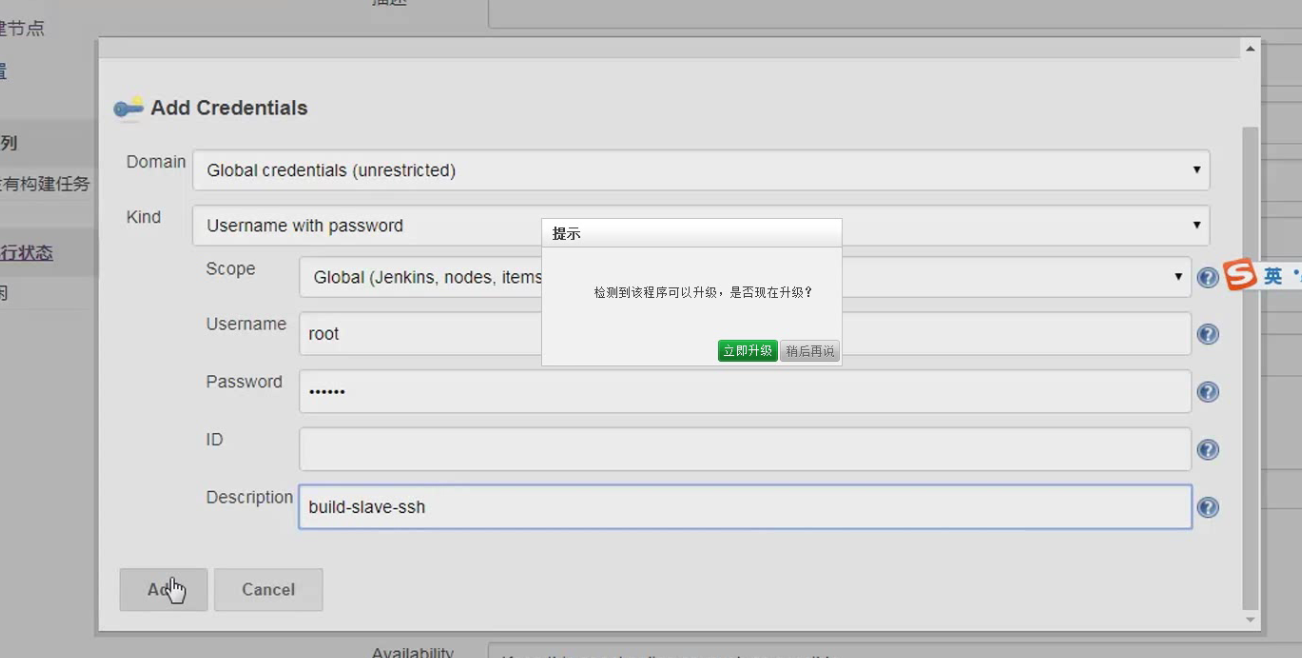 描述
建节点
置
Add Credentials
列
Domain
Global credentials (unrestricted)
有构建任务
Kind
Username with password
提示
行状态
Scope
Global (Jenkins, nodes, items
检测到该程序可以升级，是否现在升级?
英
闲
Username
root
立即升级
稍后再说
Password
••••••
ID
Description
build-slave-ssh
Add
Cancel
Availability